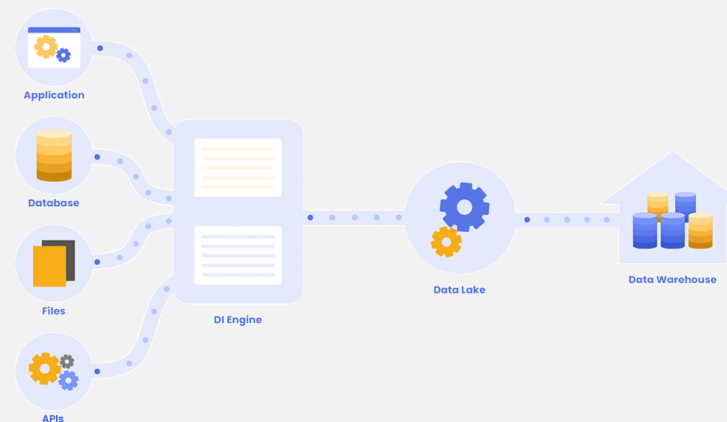 Application
Database
Files
APIs
DI Engine
Data Lake
Data Warehouse